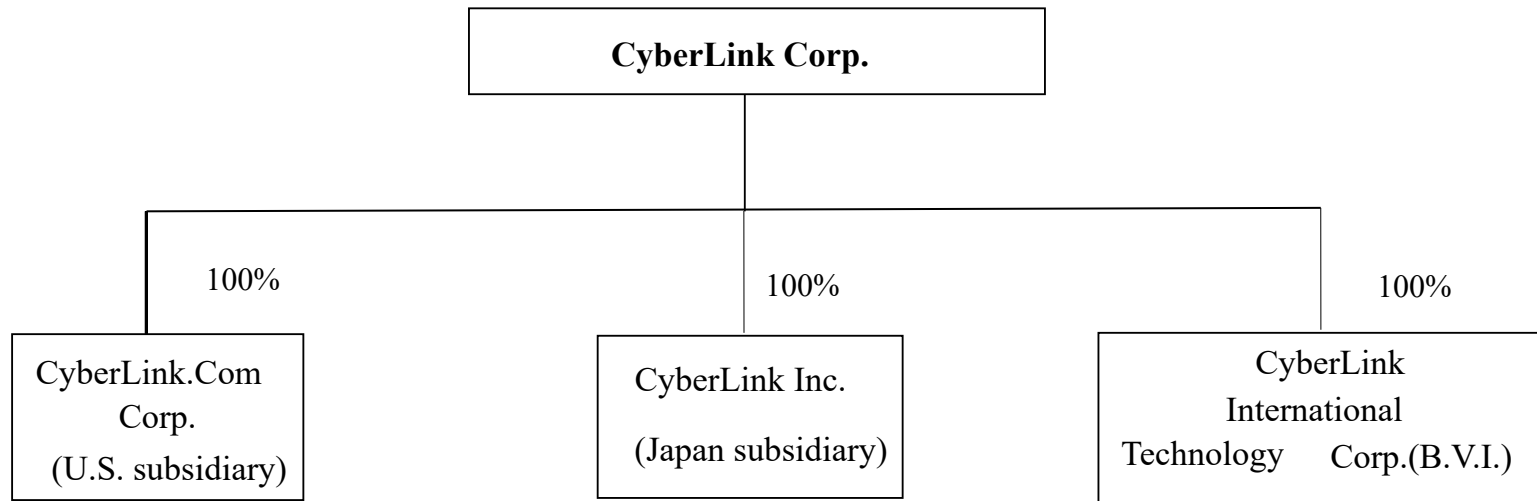 CyberLink Corp.
100%
100%
100%
CyberLink.Com
Corp.
(U.S. subsidiary)
CyberLink Inc.
(Japan subsidiary)
CyberLink
International
Technology Corp.(B.V.I.)